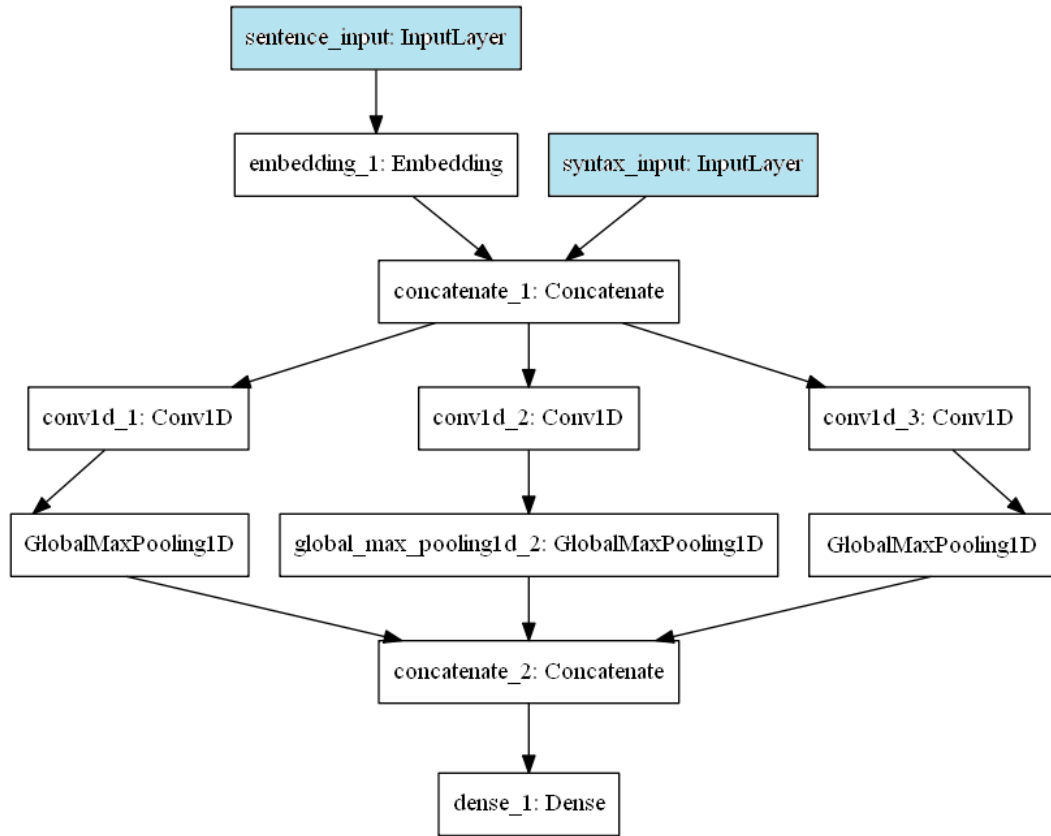 sentence_input: InputLayer
embedding_1: Embedding
syntax_input: InputLayer
concatenate_1: Concatenate
conv1d_1: Conv1D
conv1d_2: Conv1D
conv1d_3: Conv1D
GlobalMaxPooling1D
global_max_pooling1d_2: GlobalMaxPooling1D
GlobalMaxPooling1D
concatenate_2: Concatenate
dense_1: Dense